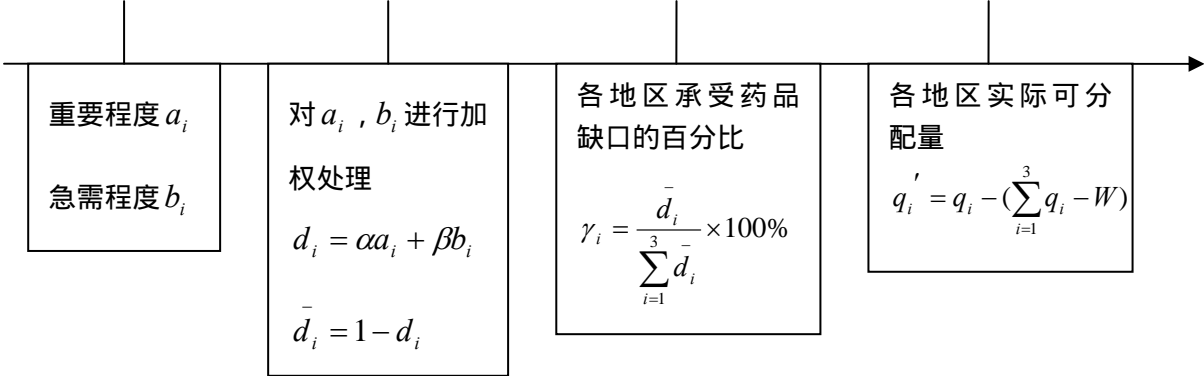 重要程度 a_i
急需程度 b_i
对 a_i , b_i 进行加
权处理
d_i = αa_i + βb_i
d̄_i = 1 − d_i
各地区承受药品
缺口的百分比
γ_i = d̄_i / ∑_{i=1}^{3} d̄_i × 100%
各地区实际可分
配量
q_i′ = q_i − (∑_{i=1}^{3} q_i − W)